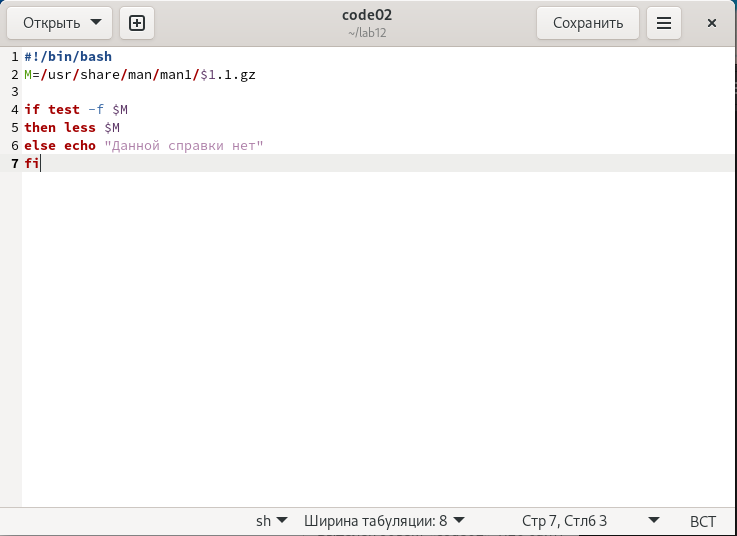 Открыть
code02
~/lab12
Сохранить
1 #!/bin/bash
2 M=/usr/share/man/man1/$1.1.gz
3
4 if test -f $M
5 then less $M
6 else echo "Данной справки нет"
7 fi
sh Ширина табуляции: 8 Стр 7, Стлб 3 ВСТ